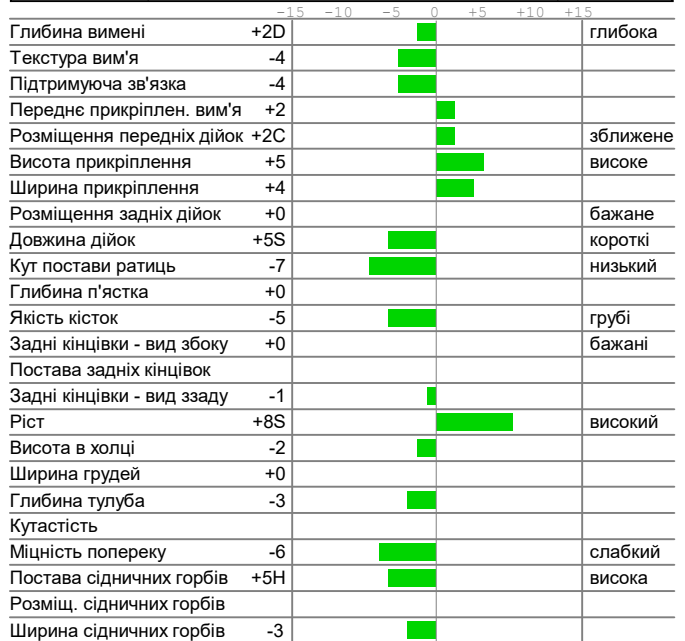 -15 -10 -5 0 +5 +10 +15
Глибина вимені +2D глибока
Текстура вим'я -4
Підтримуюча зв'язка -4
Переднє прикріплен. вим'я +2
Розміщення передніх дійок +2C зближене
Висота прикріплення +5 високе
Ширина прикріплення +4
Розміщення задніх дійок +0 бажане
Довжина дійок +5S короткі
Кут постави ратиць -7 низький
Глибина п'ястка +0
Якість кісток -5 грубі
Задні кінцівки - вид збоку +0 бажані
Постава задніх кінцівок
Задні кінцівки - вид ззаду -1
Ріст +8S високий
Висота в холці -2
Ширина грудей +0
Глибина тулуба -3
Кутастість
Міцність попереку -6 слабкий
Постава сідничних горбів +5H висока
Розміщ. сідничних горбів
Ширина сідничних горбів -3